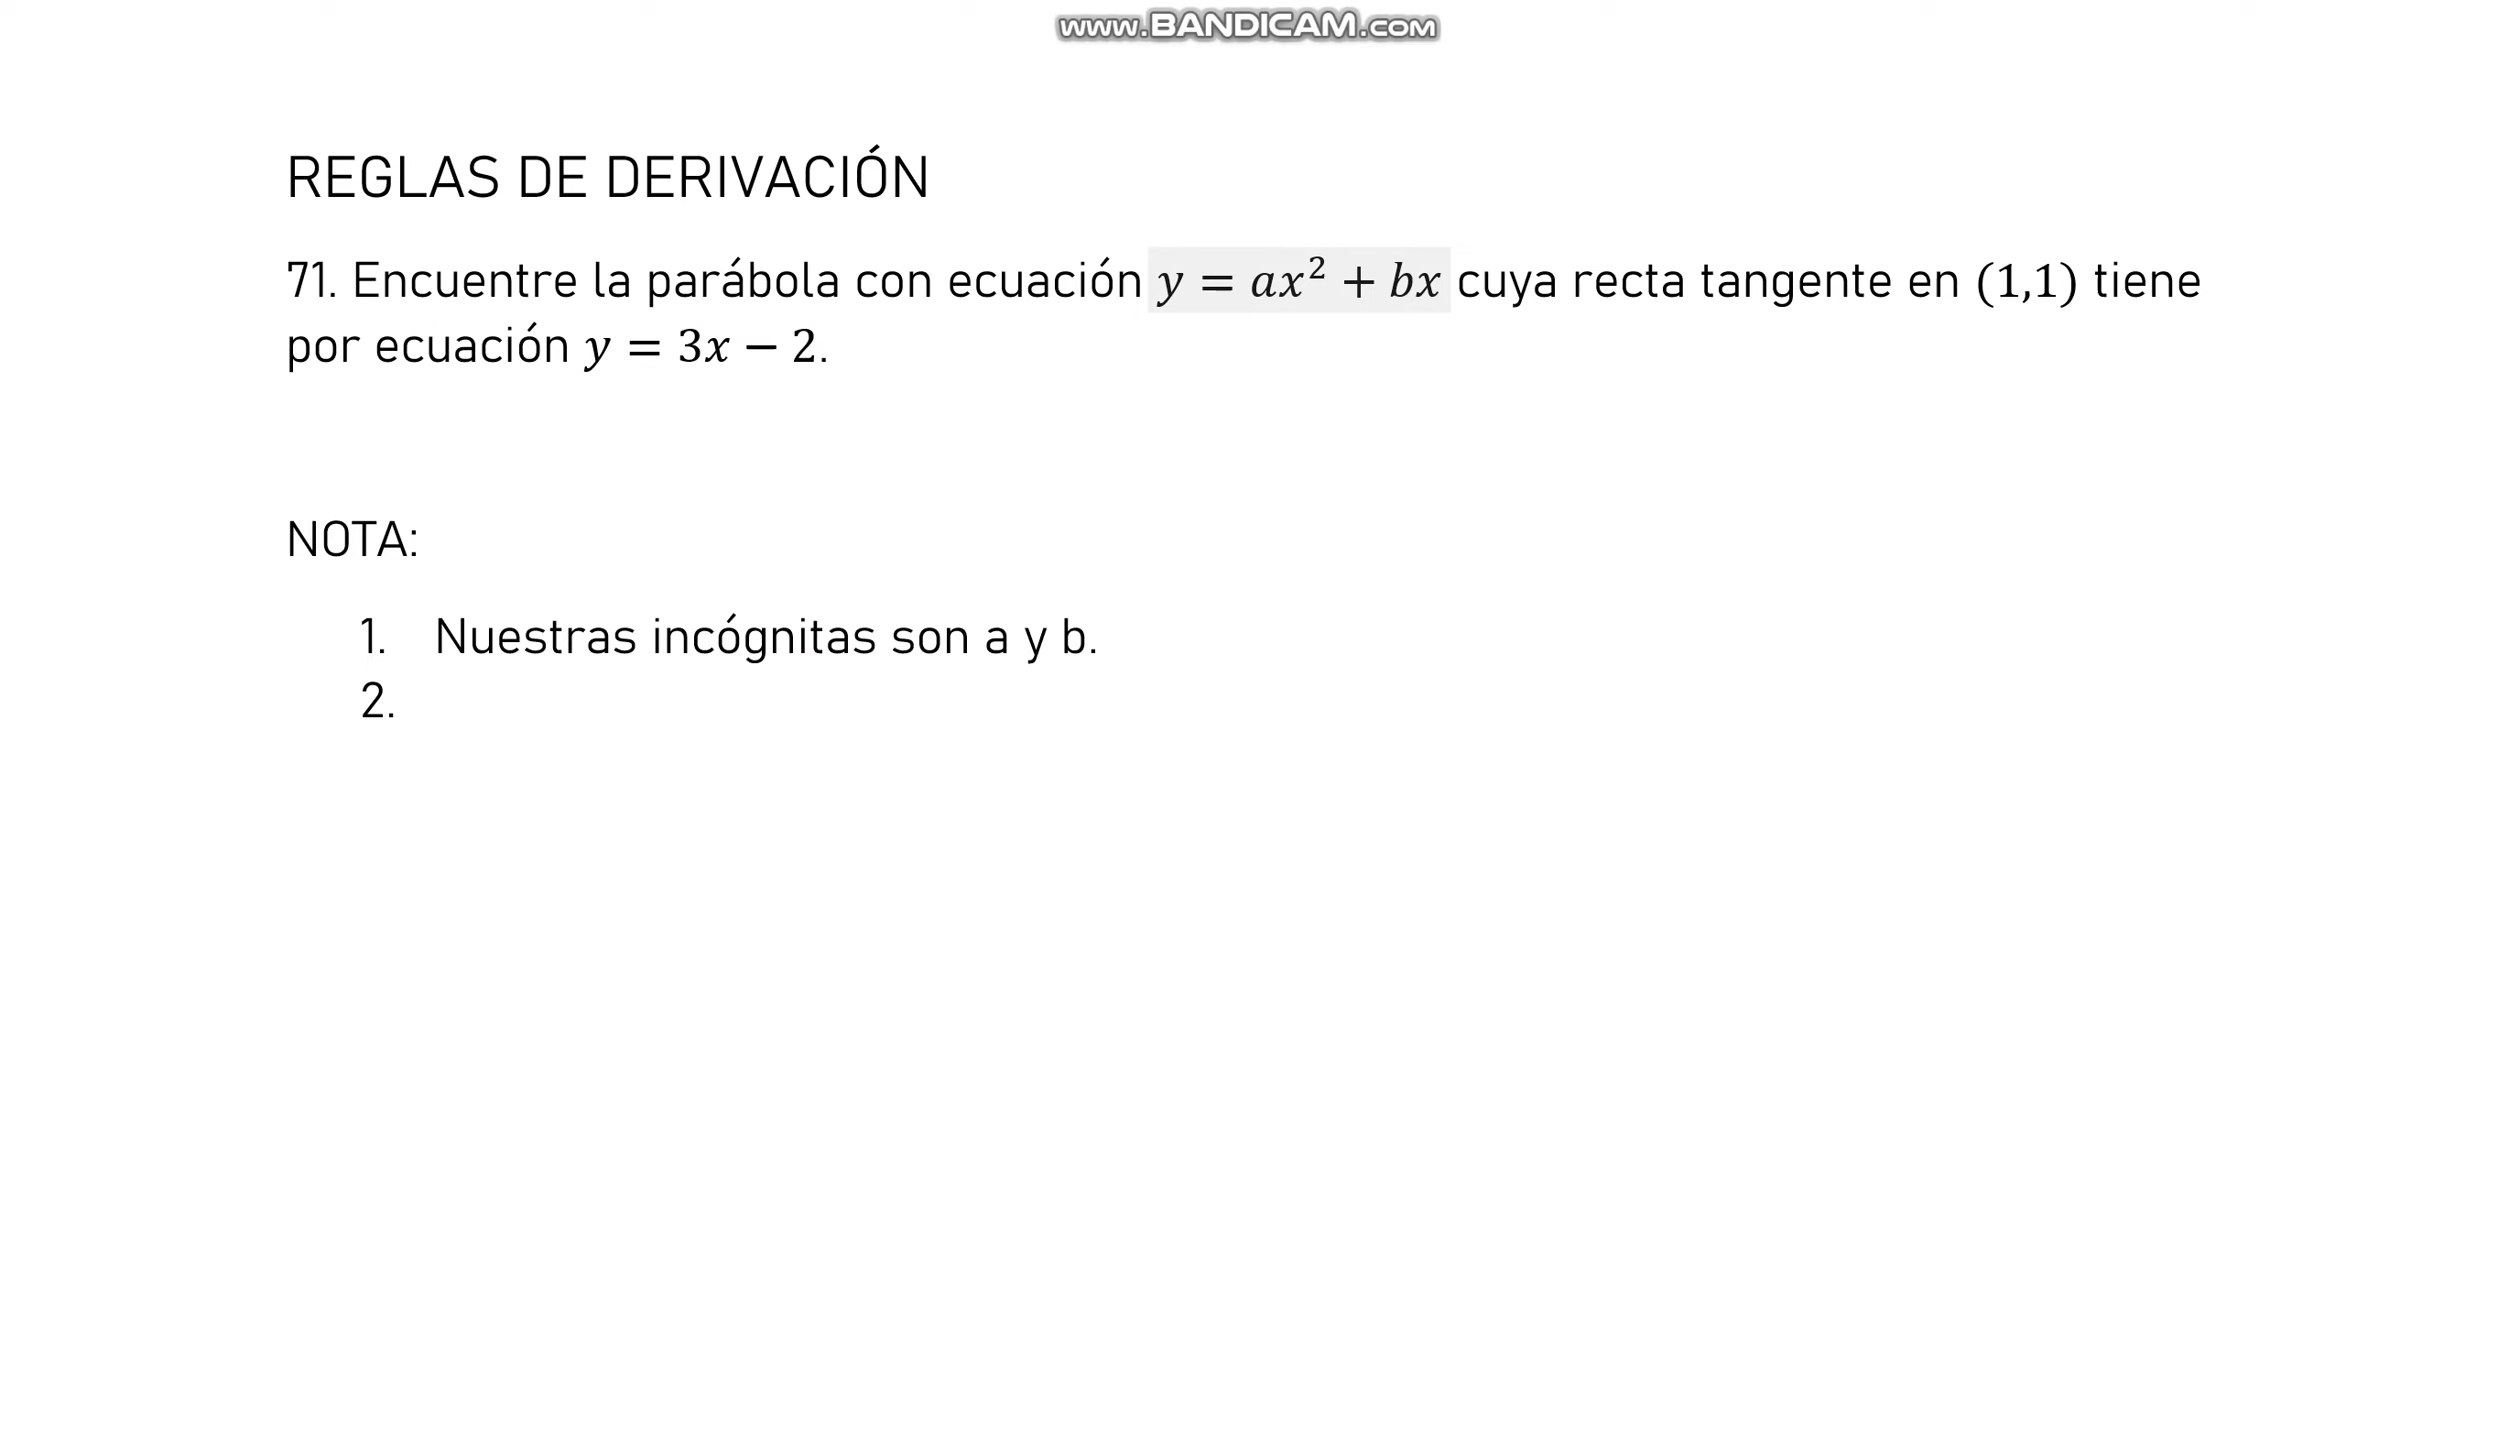 www.BANDICAM.com
REGLAS DE DERIVACIÓN
71. Encuentre la parábola con ecuación y = ax² + bx cuya recta tangente en (1,1) tiene
por ecuación y = 3x − 2.
NOTA:
1. Nuestras incógnitas son a y b.
2.